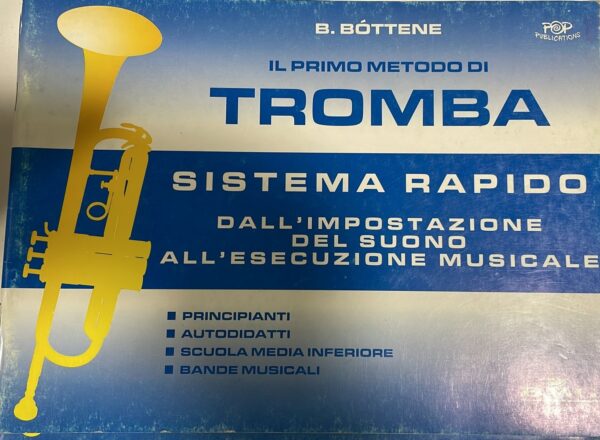 B. BÓTTENE
POP
PUBLICATIONS
IL PRIMO METODO DI
TROMBA
SISTEMA RAPIDO
DALL'IMPOSTAZIONE
DEL SUONO
ALL'ESECUZIONE MUSICALE
PRINCIPIANTI
AUTODIDATTI
SCUOLA MEDIA INFERIORE
BANDE MUSICALI